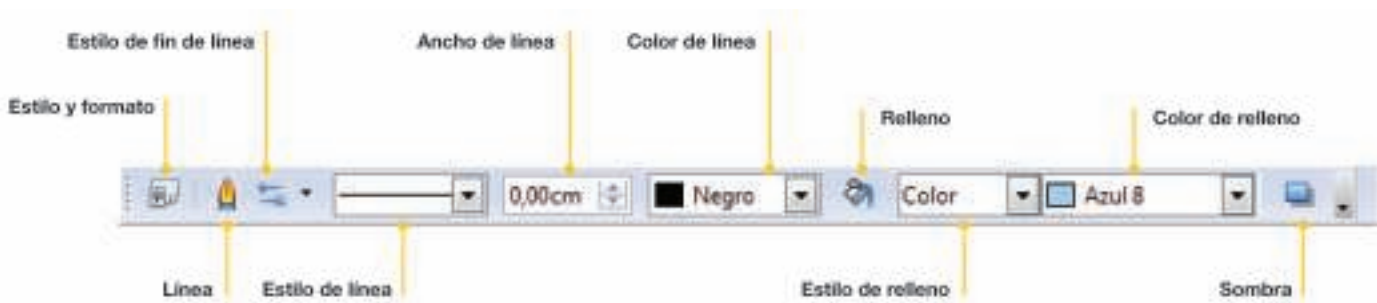 Estilo de fin de línea
Ancho de línea
Color de línea
Estilo y formato
Relleno
Color de relleno
0,00cm
Negro
Color
Azul 8
Línea
Estilo de línea
Estilo de relleno
Sombra